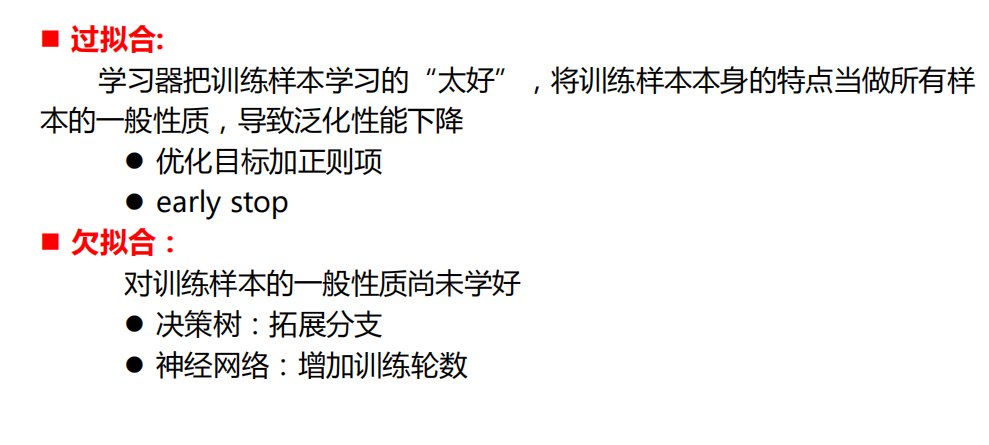 ■ 过拟合:
学习器把训练样本学习的“太好”，将训练样本本身的特点当做所有样
本的一般性质，导致泛化性能下降
● 优化目标加正则项
● early stop
■ 欠拟合：
对训练样本的一般性质尚未学好
● 决策树：拓展分支
● 神经网络：增加训练轮数